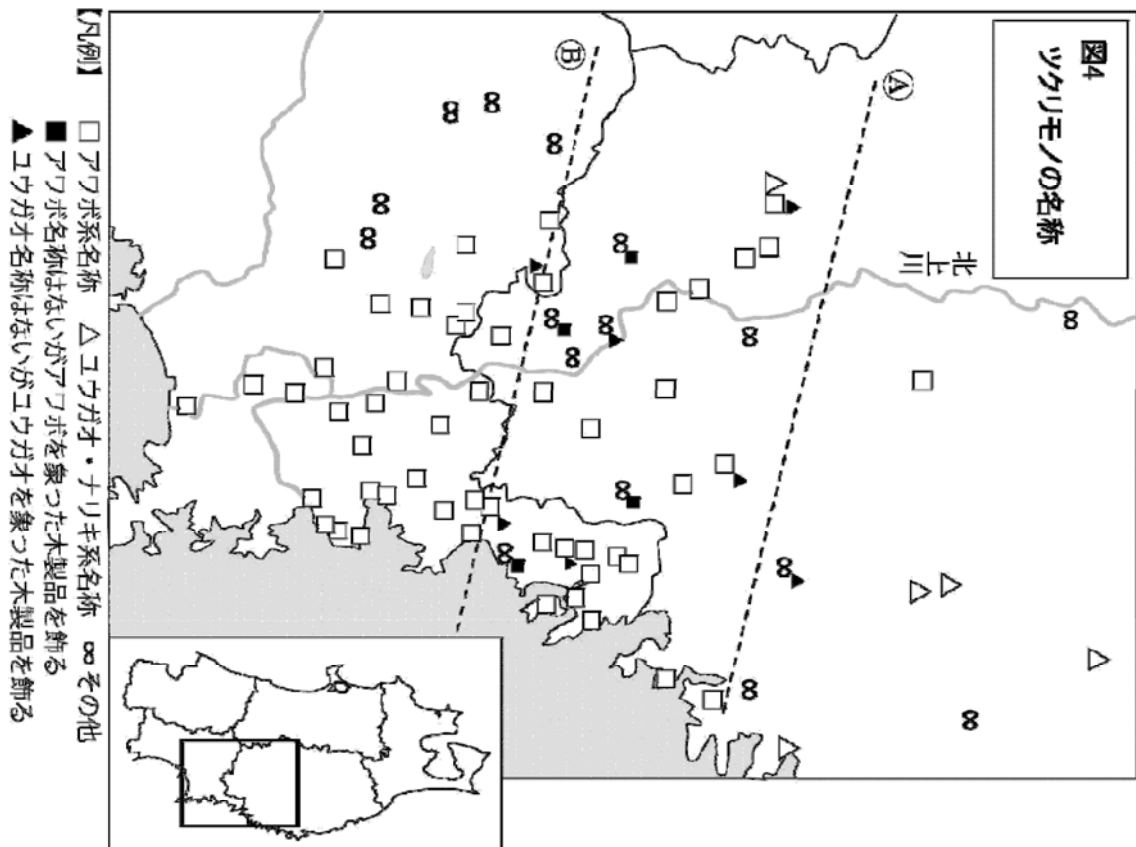 図4
ツクリモノの名称
Ⓐ
Ⓑ
北上川
【凡例】
□ アワボ系名称 △ ユウガオ・ナリキ系名称 ∞ その他
■ アワボ名称はないがアワボを象った木製品を飾る
▲ ユウガオ名称はないがユウガオを象った木製品を飾る